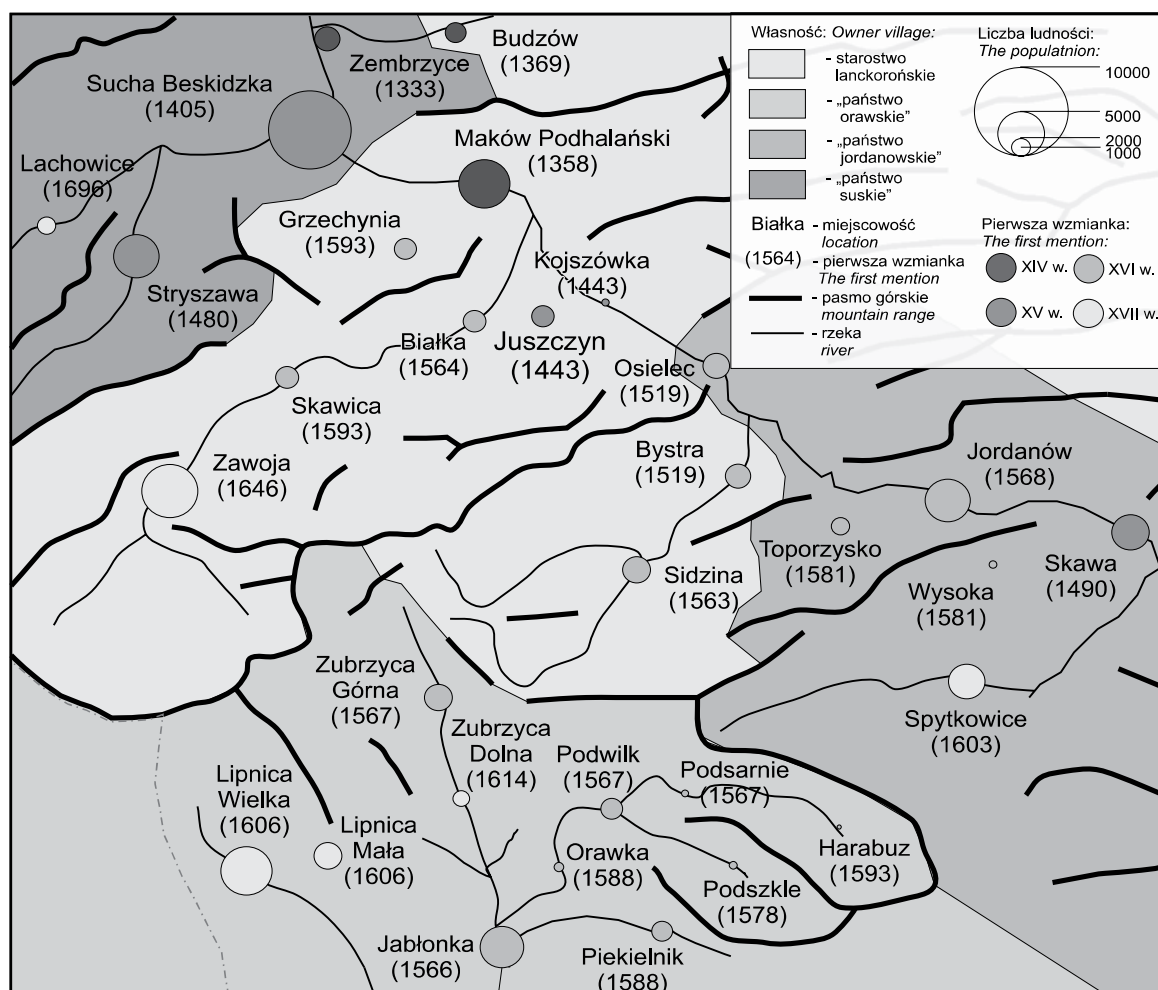 Budzów
(1369)
Zembrzyce
(1333)
Sucha Beskidzka
(1405)
Maków Podhalański
(1358)
Lachowice
(1696)
Grzechynia
(1593)
Kojszówka
(1443)
Stryszawa
(1480)
Białka
(1564)
Juszczyn
(1443)
Osielec
(1519)
Skawica
(1593)
Zawoja
(1646)
Bystra
(1519)
Jordanów
(1568)
Toporzysko
(1581)
Sidzina
(1563)
Wysoka
(1581)
Skawa
(1490)
Zubrzyca
Górna
(1567)
Spytkowice
(1603)
Zubrzyca
Dolna
(1614)
Podwilk
(1567)
Podsarnie
(1567)
Lipnica
Wielka
(1606)
Lipnica
Mała
(1606)
Orawka
(1588)
Harabuz
(1593)
Podszkle
(1578)
Jabłonka
(1566)
Piekielnik
(1588)
Własność: Owner village:
- starostwo
lanckorońskie
- „państwo
orawskie”
- „państwo
jordanowskie”
- „państwo
suskie”
Liczba ludności:
The populatnion:
10000
5000
2000
1000
Białka - miejscowość
location
(1564) - pierwsza wzmianka
The first mention
- pasmo górskie
mountain range
- rzeka
river
Pierwsza wzmianka:
The first mention:
XIV w.
XVI w.
XV w.
XVII w.